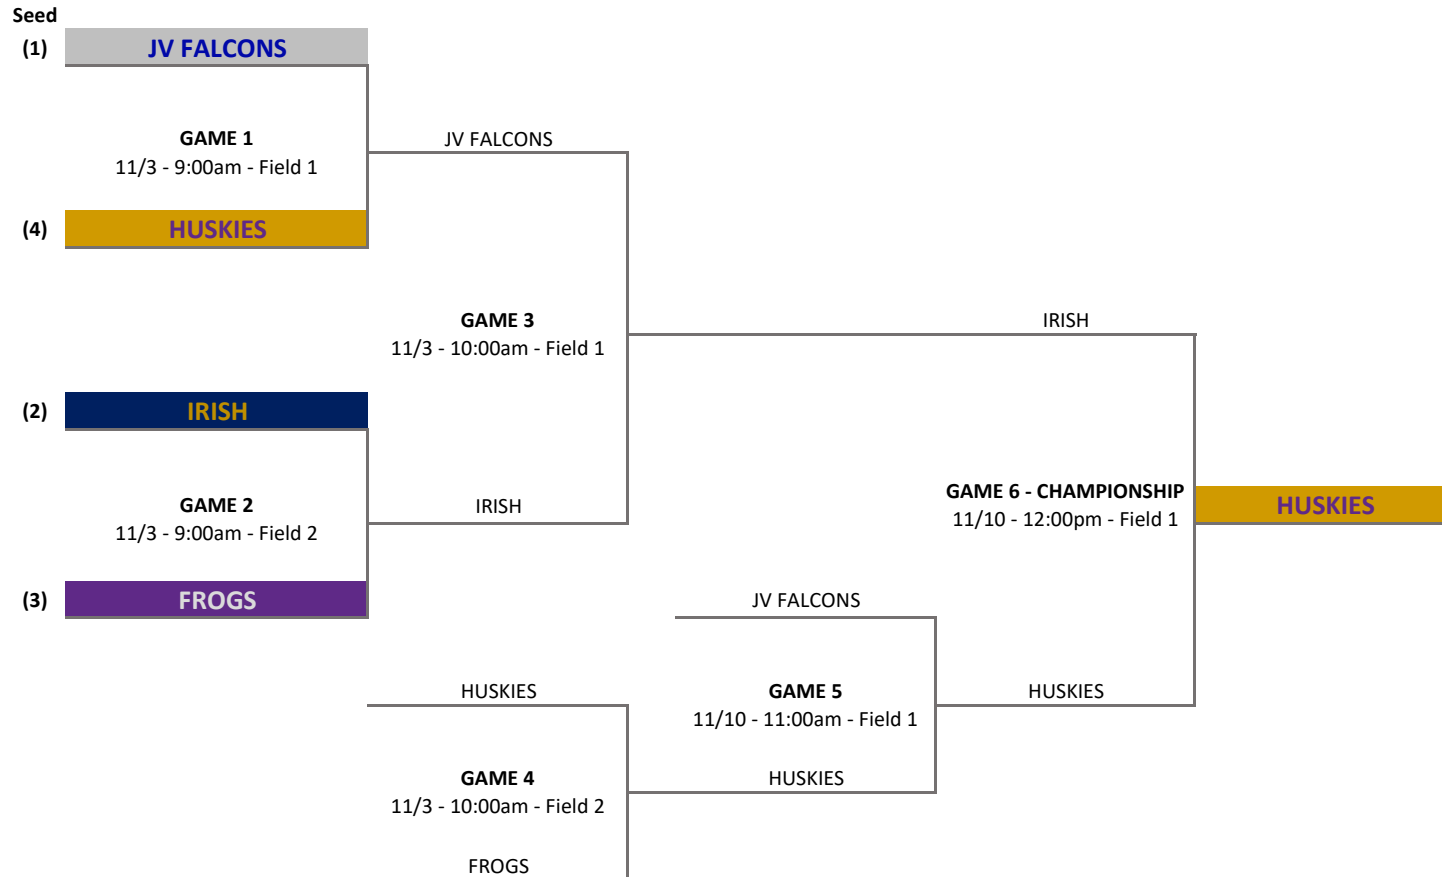 Seed
(1) JV FALCONS
GAME 1
11/3 - 9:00am - Field 1
JV FALCONS
(4) HUSKIES
GAME 3
11/3 - 10:00am - Field 1
IRISH
(2) IRISH
GAME 2
11/3 - 9:00am - Field 2
IRISH
GAME 6 - CHAMPIONSHIP
11/10 - 12:00pm - Field 1
HUSKIES
(3) FROGS
JV FALCONS
HUSKIES
GAME 5
11/10 - 11:00am - Field 1
HUSKIES
GAME 4
11/3 - 10:00am - Field 2
HUSKIES
FROGS